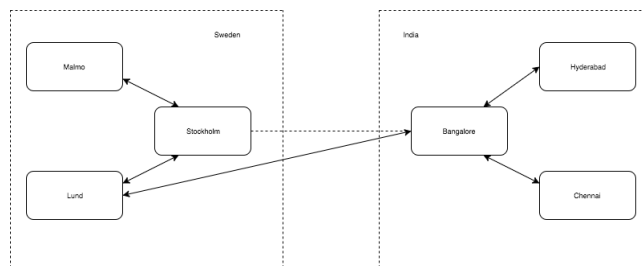 Sweden
India
Malmo
Hyderabad
Stockholm
Bangalore
Lund
Chennai